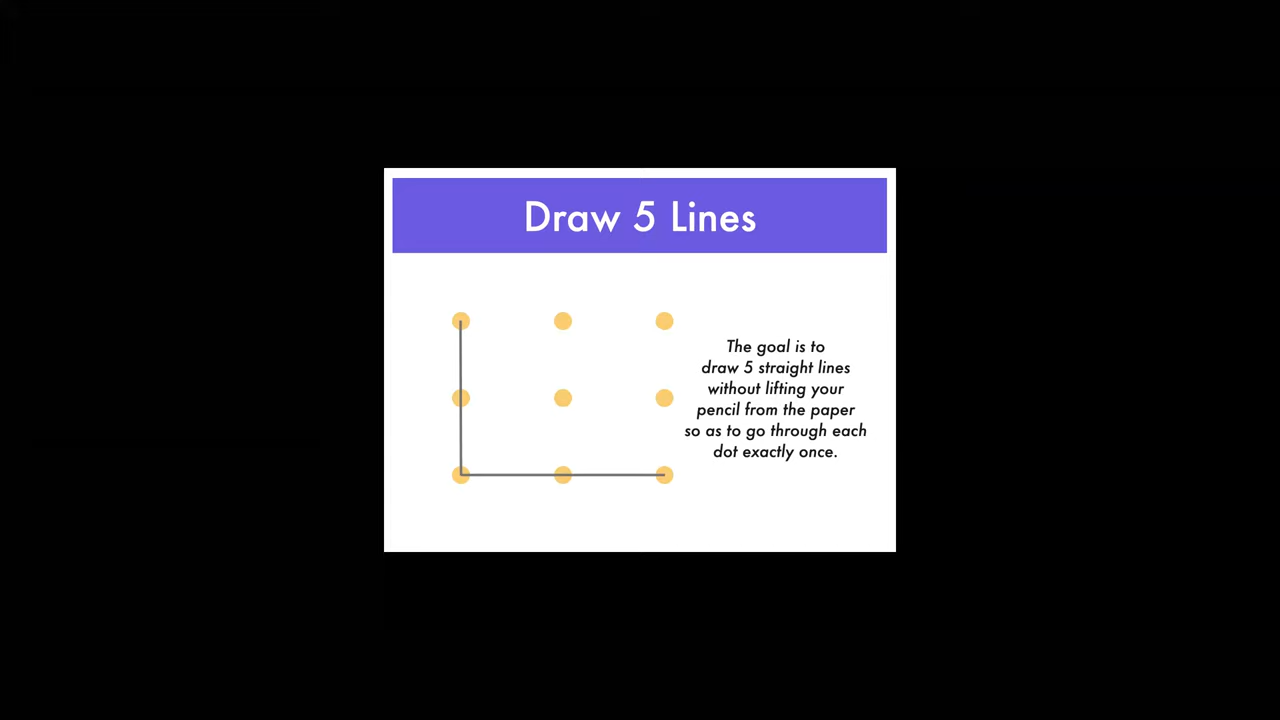 Draw 5 Lines
The goal is to
draw 5 straight lines
without lifting your
pencil from the paper
so as to go through each
dot exactly once.